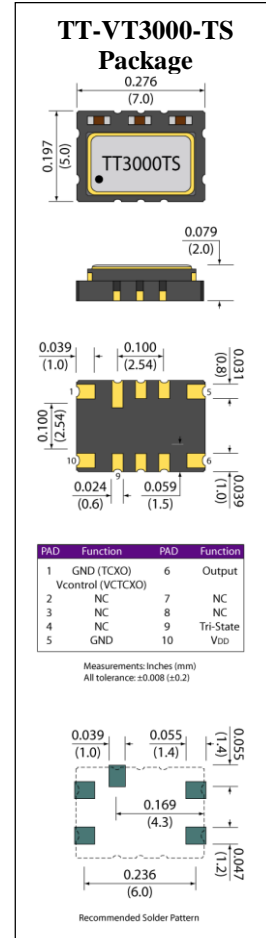 TT-VT3000-TS
Package
0.276
(7.0)
0.197
(5.0)
TT3000TS
0.079
(2.0)
0.039
(1.0)
0.100
(2.54)
0.031
(0.8)
1
5
0.100
(2.54)
10
6
9
0.024
(0.6)
0.059
(1.5)
0.039
(1.0)
PAD Function PAD Function
1 GND (TCXO) 6 Output
Vcontrol (VCTCXO)
2 NC 7 NC
3 NC 8 NC
4 NC 9 Tri-State
5 GND 10 VDD
Measurements: Inches (mm)
All tolerance: ±0.008 (±0.2)
0.039
(1.0)
0.055
(1.4)
0.055
(1.4)
0.169
(4.3)
0.047
(1.2)
0.236
(6.0)
Recommended Solder Pattern